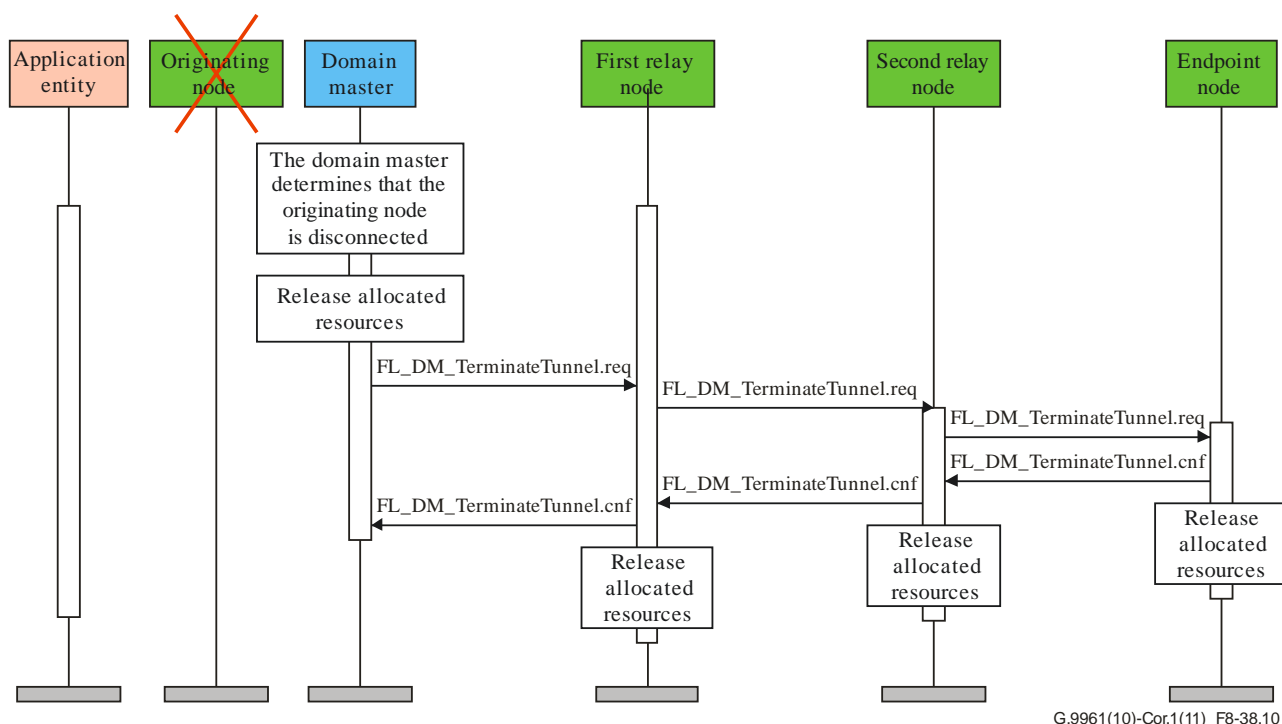 Application
entity
Originating
node
Domain
master
First relay
node
Second relay
node
Endpoint
node
The domain master
determines that the
originating node
is disconnected
Release allocated
resources
FL_DM_TerminateTunnel.req
FL_DM_TerminateTunnel.req
FL_DM_TerminateTunnel.req
FL_DM_TerminateTunnel.cnf
FL_DM_TerminateTunnel.cnf
FL_DM_TerminateTunnel.cnf
Release
allocated
resources
Release
allocated
resources
Release
allocated
resources
G.9961(10)-Cor.1(11)_F8-38.10